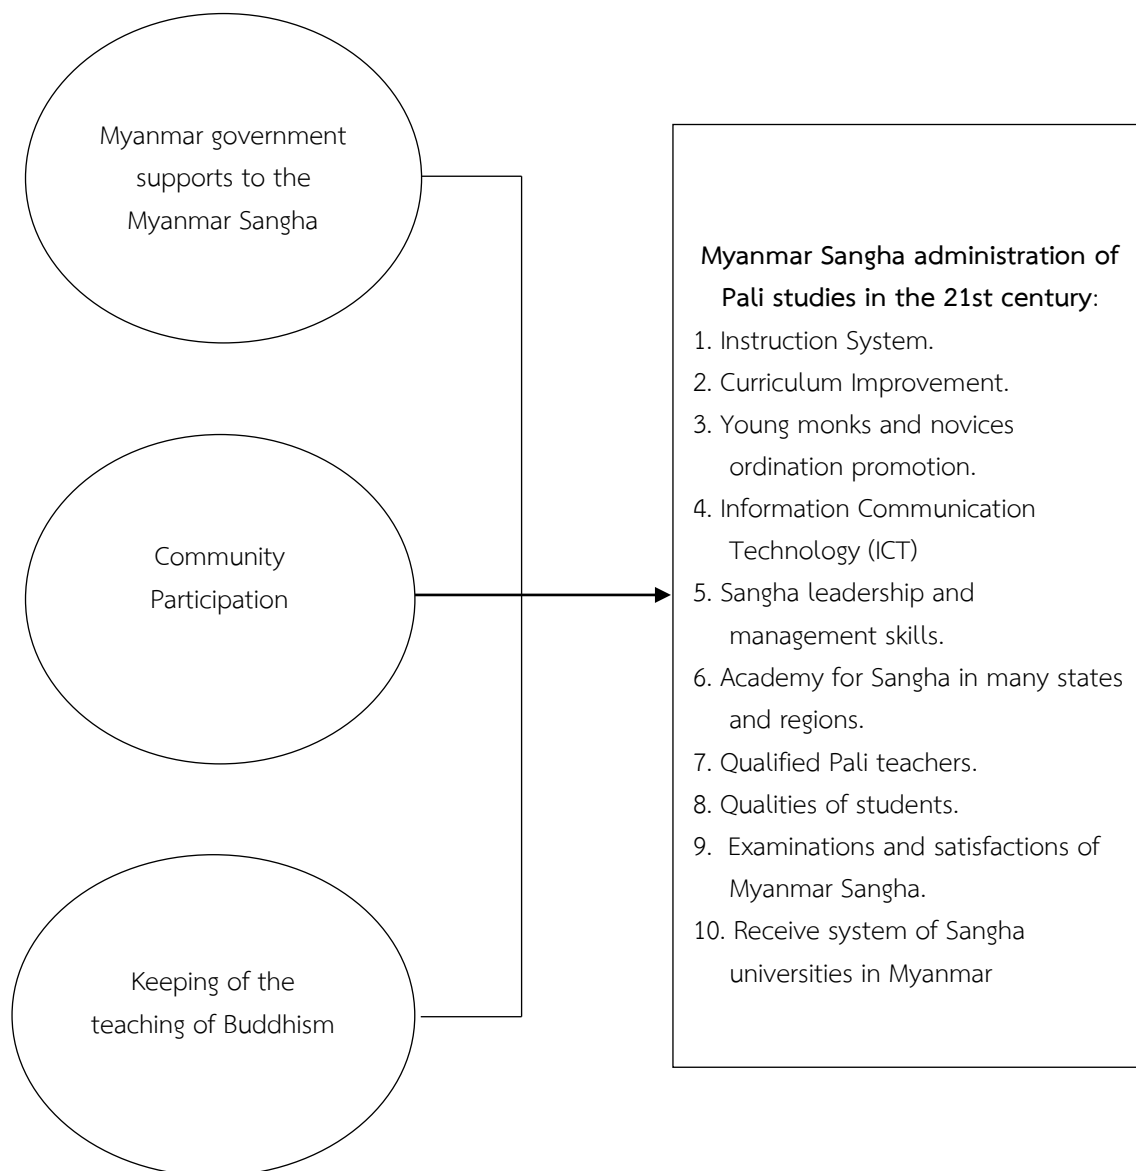 Myanmar government
supports to the
Myanmar Sangha
Community
Participation
Keeping of the
teaching of Buddhism
Myanmar Sangha administration of
Pali studies in the 21st century:
1. Instruction System.
2. Curriculum Improvement.
3. Young monks and novices
ordination promotion.
4. Information Communication
Technology (ICT)
5. Sangha leadership and
management skills.
6. Academy for Sangha in many states
and regions.
7. Qualified Pali teachers.
8. Qualities of students.
9. Examinations and satisfactions of
Myanmar Sangha.
10. Receive system of Sangha
universities in Myanmar